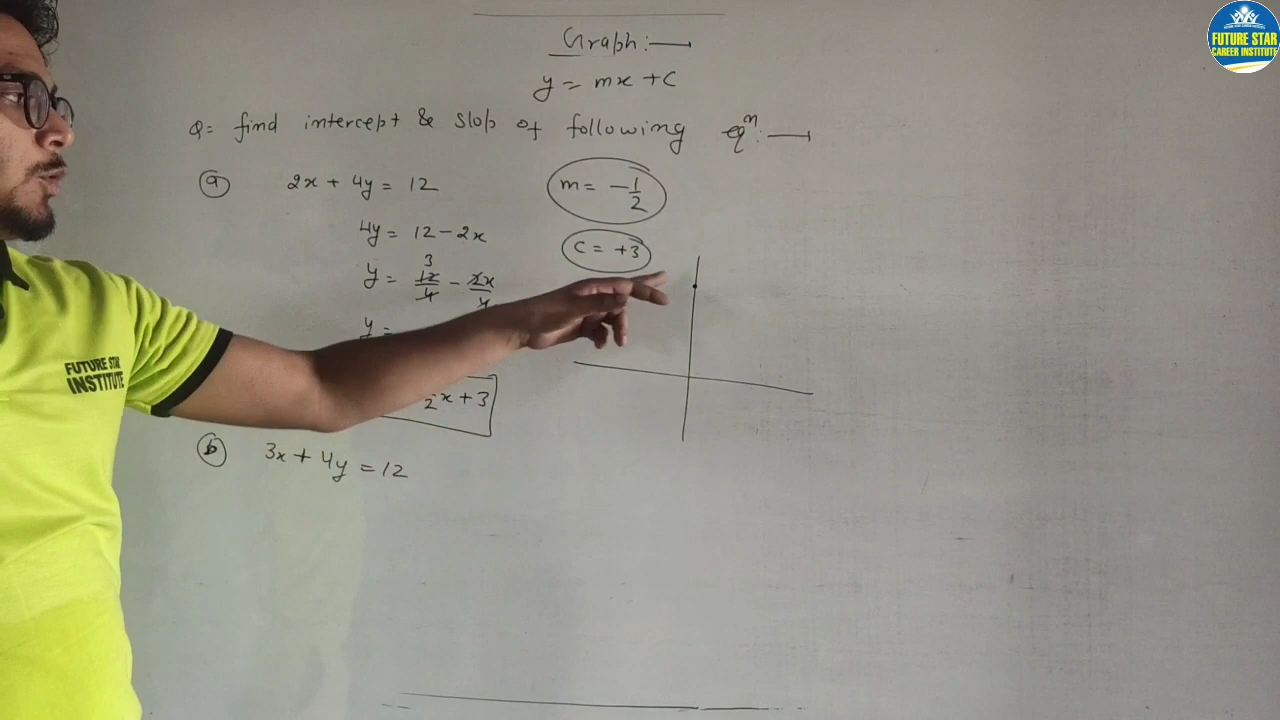 Graph:—
y = mx + c
Q= find intercept & slop of following eqⁿ:—
(a) 2x + 4y = 12
4y = 12 - 2x
y = 12/4 - 2x/4
3
y =
2 x + 3
m = -1/2
c = +3
(b) 3x + 4y = 12
FUTURE STAR
INSTITUTE
FUTURE STAR
CAREER INSTITUTE